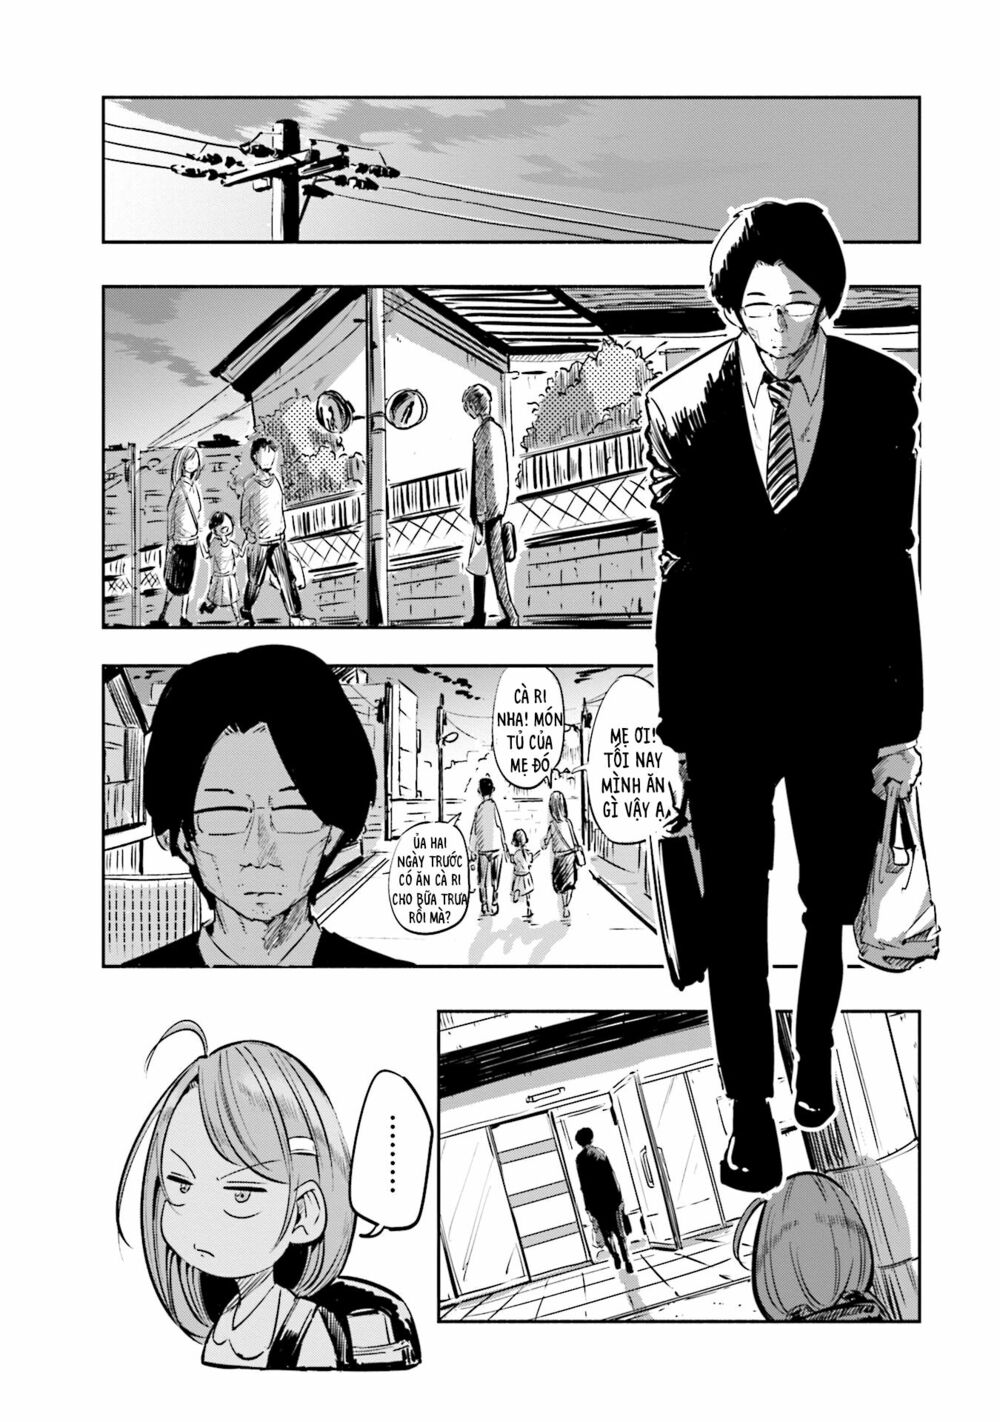 MẸ ƠI!
TỐI NAY
MÌNH ĂN
GÌ VẬY Ạ
CÀ RI
NHA! MÓN
TỦ CỦA
MẸ ĐÓ
ỦA HAI
NGÀY TRƯỚC
CÓ ĂN CÀ RI
CHO BỮA TRƯA
RỒI MÀ?
.........